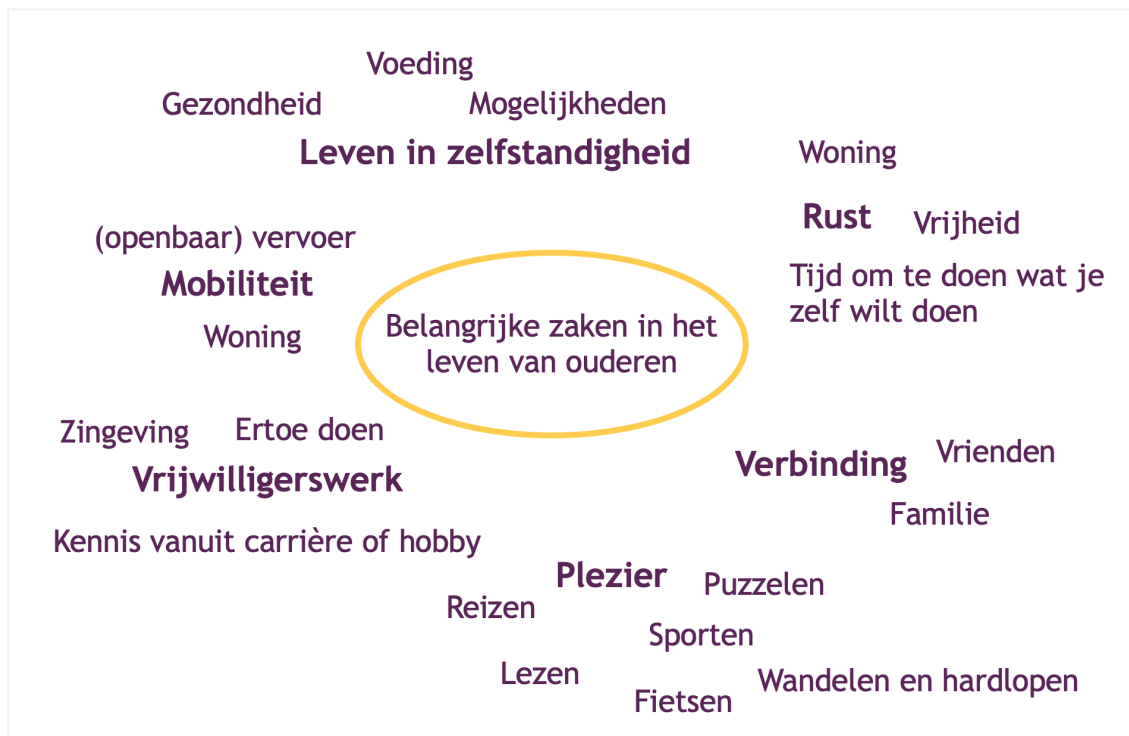 Voeding
Gezondheid
Mogelijkheden
Leven in zelfstandigheid
Woning
Rust
Vrijheid
Tijd om te doen wat je
zelf wilt doen
(openbaar) vervoer
Mobiliteit
Woning
Belangrijke zaken in het
leven van ouderen
Zingeving
Ertoe doen
Vrijwilligerswerk
Kennis vanuit carrière of hobby
Verbinding
Vrienden
Familie
Plezier
Puzzelen
Reizen
Sporten
Lezen
Wandelen en hardlopen
Fietsen